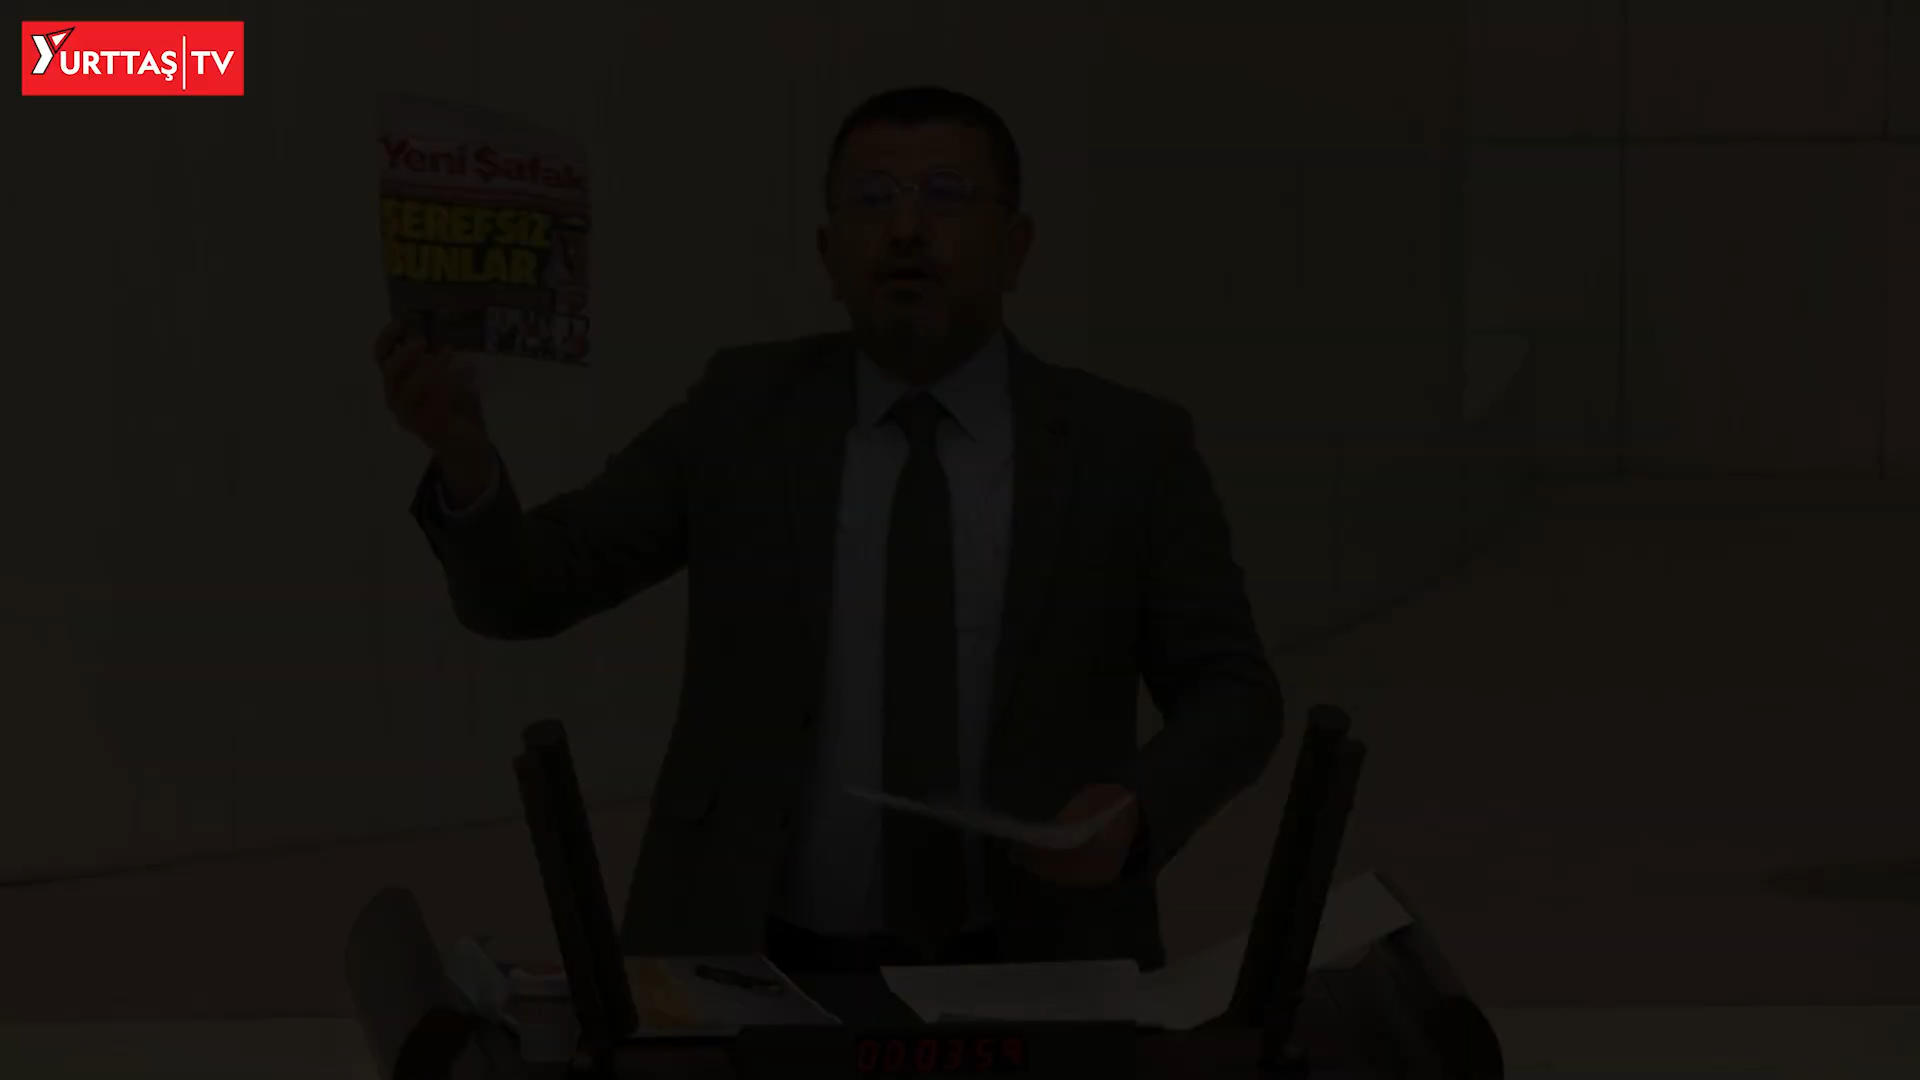 YURTTAŞ|TV
Yeni Şafak
ŞEREFSİZ
BUNLAR
000359